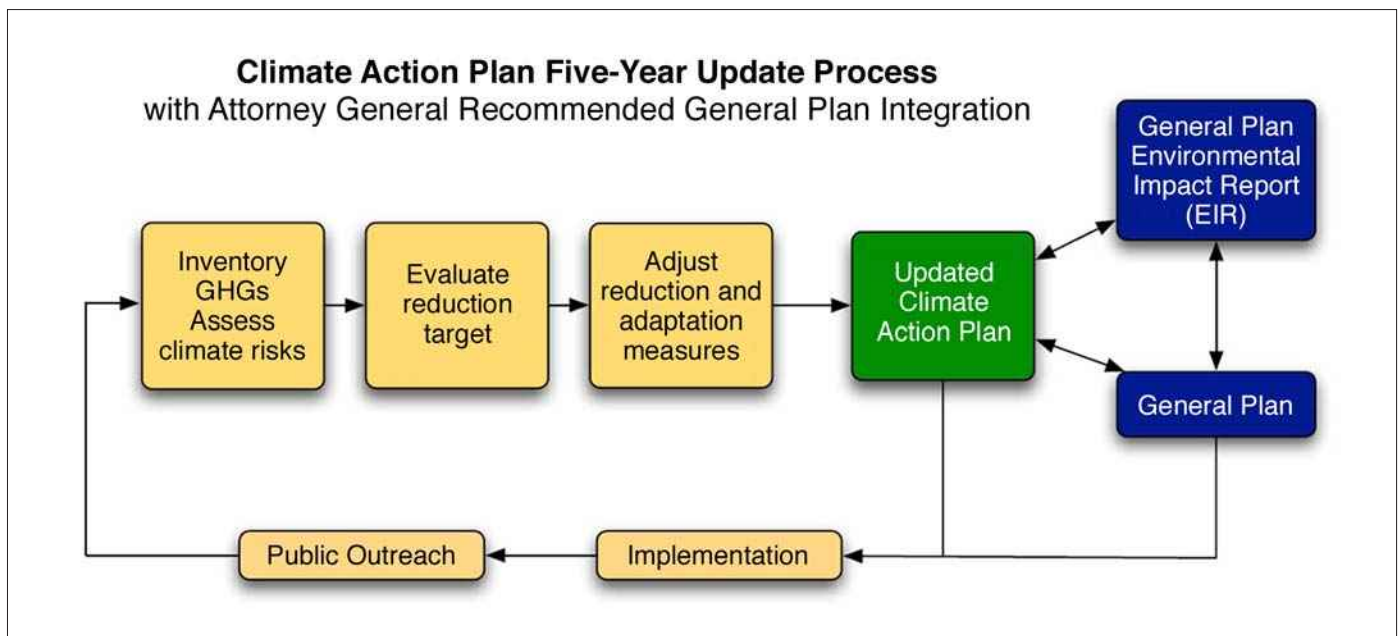 Climate Action Plan Five-Year Update Process
with Attorney General Recommended General Plan Integration
General Plan
Environmental
Impact Report
(EIR)
Inventory
GHGs
Assess
climate risks
Evaluate
reduction
target
Adjust
reduction and
adaptation
measures
Updated
Climate
Action Plan
General Plan
Public Outreach
Implementation